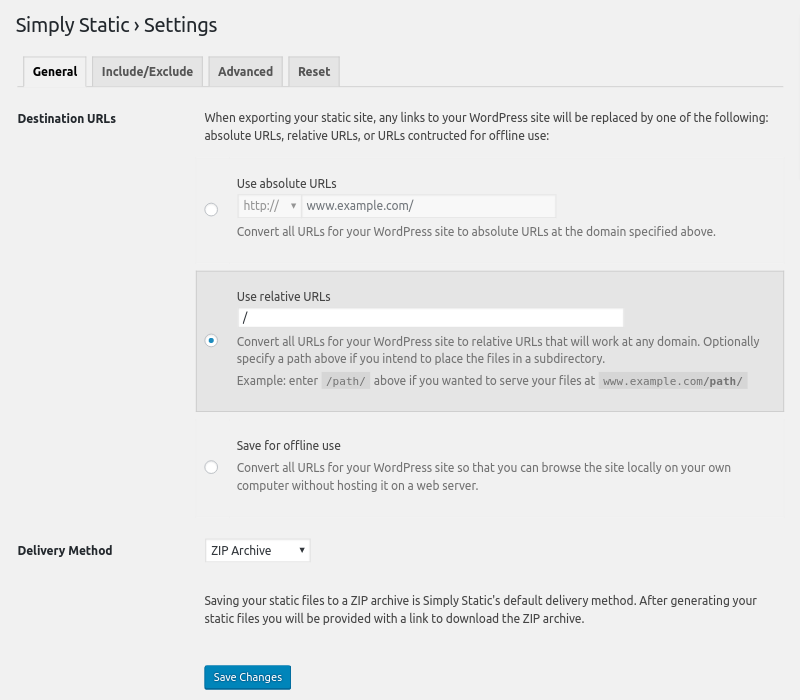 Simply Static › Settings
General Include/Exclude Advanced Reset
Destination URLs
When exporting your static site, any links to your WordPress site will be replaced by one of the following:
absolute URLs, relative URLs, or URLs contructed for offline use:
Use absolute URLs
http:// ▾ www.example.com/
Convert all URLs for your WordPress site to absolute URLs at the domain specified above.
Use relative URLs
/
Convert all URLs for your WordPress site to relative URLs that will work at any domain. Optionally
specify a path above if you intend to place the files in a subdirectory.
Example: enter /path/ above if you wanted to serve your files at www.example.com/path/
Save for offline use
Convert all URLs for your WordPress site so that you can browse the site locally on your own
computer without hosting it on a web server.
Delivery Method
ZIP Archive ▾
Saving your static files to a ZIP archive is Simply Static's default delivery method. After generating your
static files you will be provided with a link to download the ZIP archive.
Save Changes